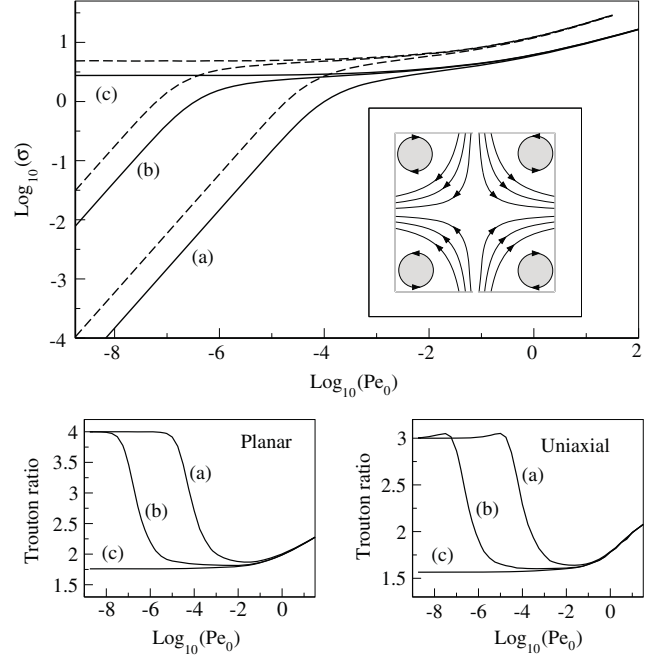 1
0
-1
-2
-3
-4
Log10(σ)
(c)
(b)
(a)
-8 -6 -4 -2 0 2
Log10(Pe0)
4
3.5
3
2.5
2
1.5
Trouton ratio
Planar
(a)
(b)
(c)
-8 -6 -4 -2 0
Log10(Pe0)
3
2.5
2
1.5
Trouton ratio
Uniaxial
(a)
(b)
(c)
-8 -6 -4 -2 0
Log10(Pe0)